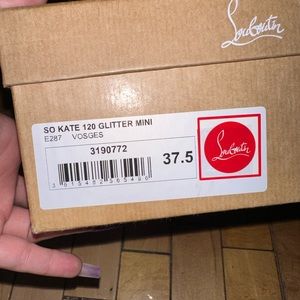 Louboutin
SO KATE 120 GLITTER MINI
E287 VOSGES
3190772
37.5
Louboutin